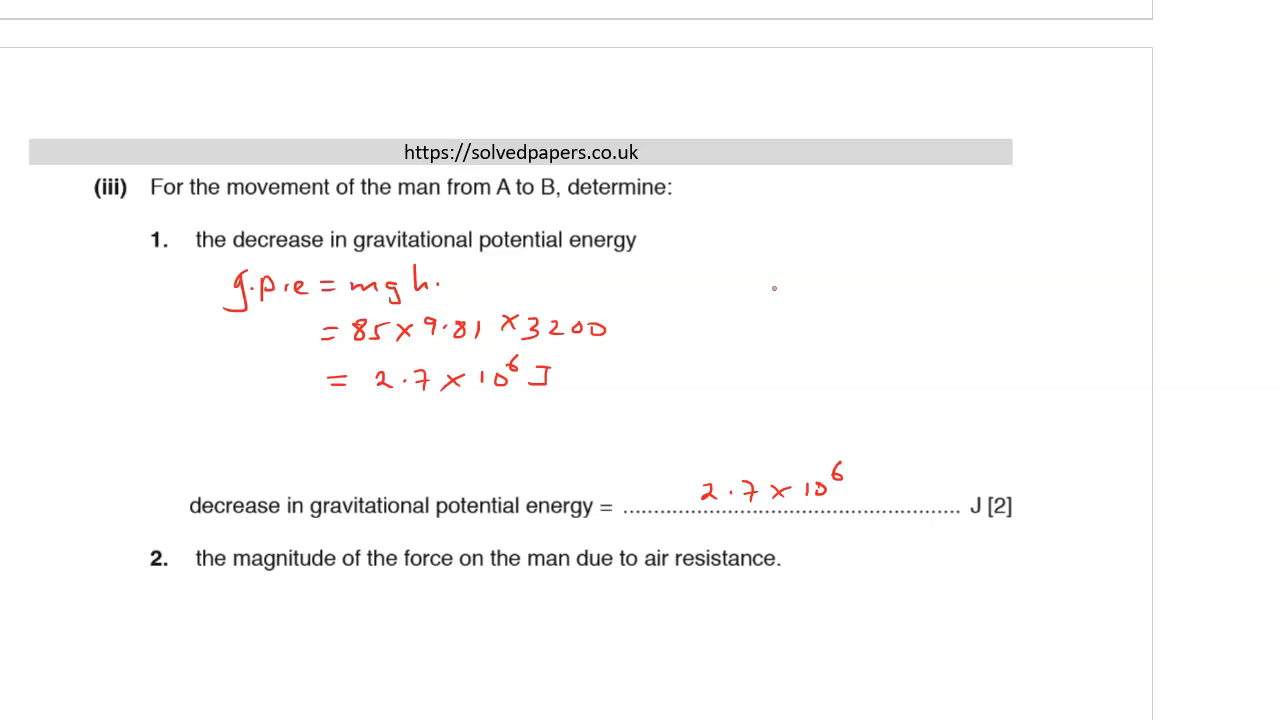 https://solvedpapers.co.uk
(iii) For the movement of the man from A to B, determine:
1. the decrease in gravitational potential energy
g.p.e = mgh.
= 85 × 9.81 × 3200
= 2.7 × 10⁶ J
2.7 × 10⁶
decrease in gravitational potential energy = ........................................................ J [2]
2. the magnitude of the force on the man due to air resistance.